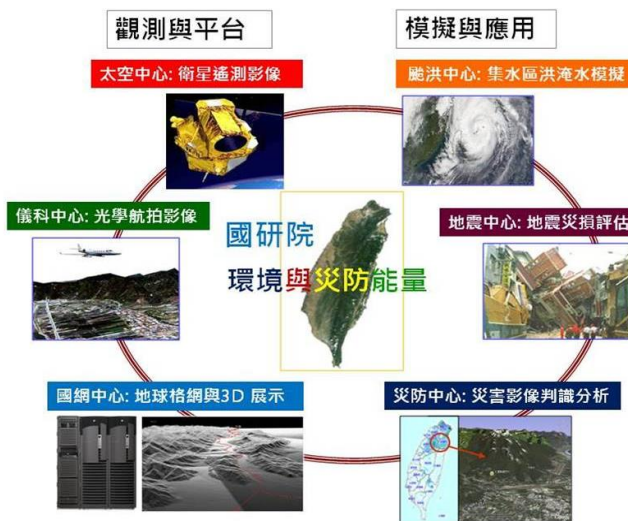 觀測與平台
模擬與應用
太空中心: 衛星遙測影像
颱洪中心: 集水區洪淹水模擬
儀科中心: 光學航拍影像
國研院
環境與災防能量
地震中心: 地震災損評估
國網中心: 地球格網與3D 展示
災防中心: 災害影像判識分析